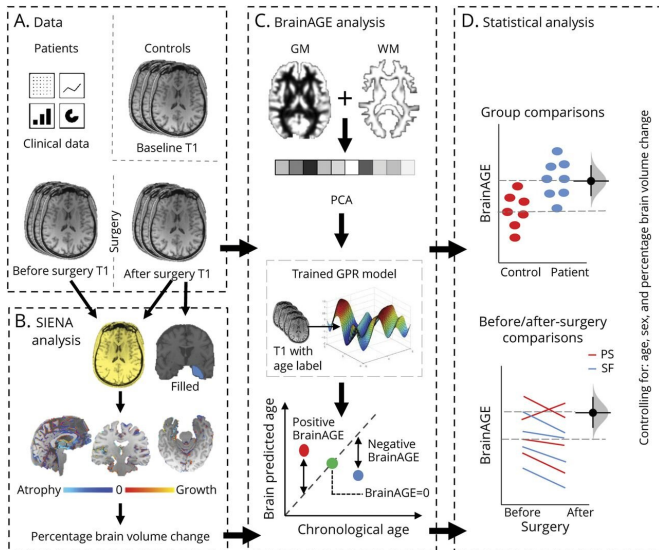 A. Data
Patients
Controls
Clinical data
Baseline T1
Surgery
Before surgery T1
After surgery T1
B. SIENA
analysis
Filled
Atrophy
0
Growth
Percentage brain volume change
C. BrainAGE analysis
GM
WM
+
PCA
Trained GPR model
T1 with
age label
Brain predicted age
Positive
BrainAGE
Negative
BrainAGE
BrainAGE=0
Chronological age
D. Statistical analysis
Group comparisons
BrainAGE
Control
Patient
Before/after-surgery
comparisons
PS
SF
BrainAGE
Before
After
Surgery
Controlling for: age, sex, and percentage brain volume change